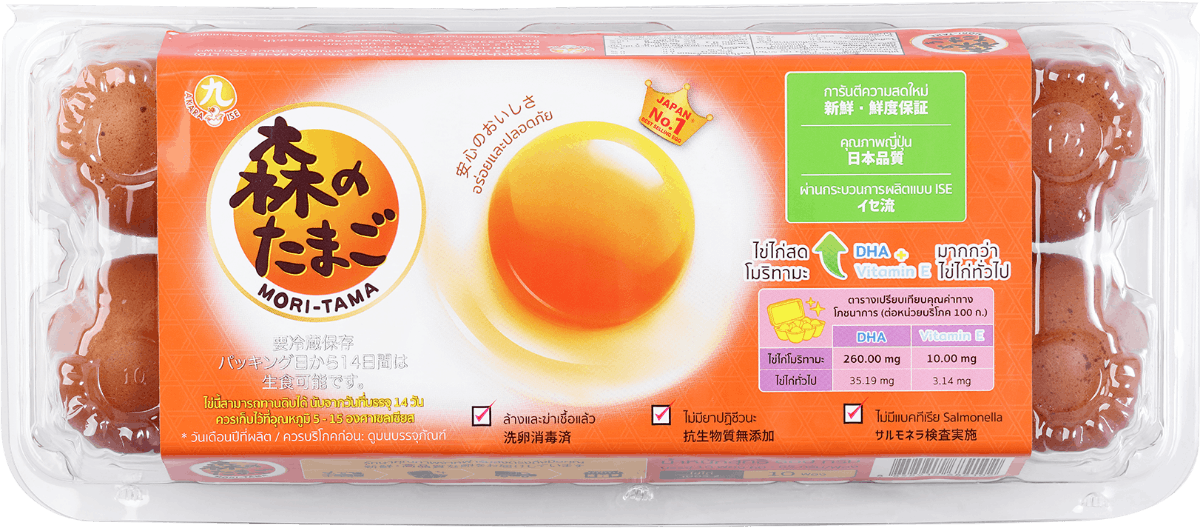 九
AKARA ISE
森の
たまご
MORI-TAMA
安心のおいしさ
อร่อยและปลอดภัย
JAPAN
No.1
BEST SELLING EGG
การันตีความสดใหม่
新鮮・鮮度保証
คุณภาพญี่ปุ่น
日本品質
ผ่านกระบวนการผลิตแบบ ISE
イセ流
ไข่ไก่สด
โมริทามะ
DHA +
Vitamin E
มากกว่า
ไข่ไก่ทั่วไป
ตารางเปรียบเทียบคุณค่าทาง
โภชนาการ (ต่อหน่วยบริโภค 100 ก.)
DHA Vitamin E
ไข่ไก่โมริทามะ 260.00 mg 10.00 mg
ไข่ไก่ทั่วไป 35.19 mg 3.14 mg
要冷蔵保存
パッキング日から14日間は
生食可能です。
ไข่นี้สามารถทานดิบได้ นับจากวันที่บรรจุ 14 วัน
ควรเก็บไว้ที่อุณหภูมิ 5 - 15 องศาเซลเซียส
* วันเดือนปีที่ผลิต / ควรบริโภคก่อน: ดูบนบรรจุภัณฑ์
ล้างและฆ่าเชื้อแล้ว
洗卵消毒済
ไม่มียาปฏิชีวนะ
抗生物質無添加
ไม่มีแบคทีเรีย Salmonella
サルモネラ検査実施